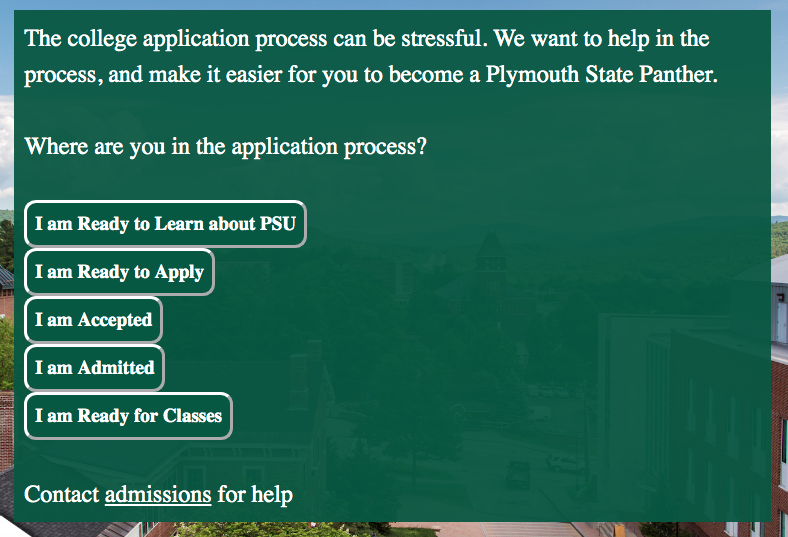 The college application process can be stressful. We want to help in the
process, and make it easier for you to become a Plymouth State Panther.
Where are you in the application process?
I am Ready to Learn about PSU
I am Ready to Apply
I am Accepted
I am Admitted
I am Ready for Classes
Contact admissions for help